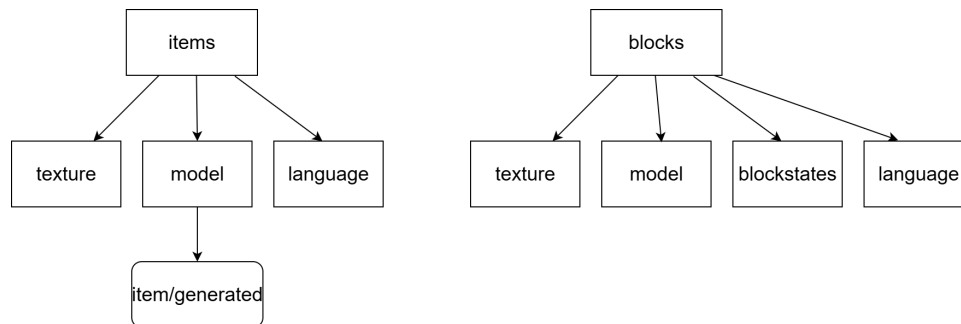 items
blocks
texture
model
language
texture
model
blockstates
language
item/generated